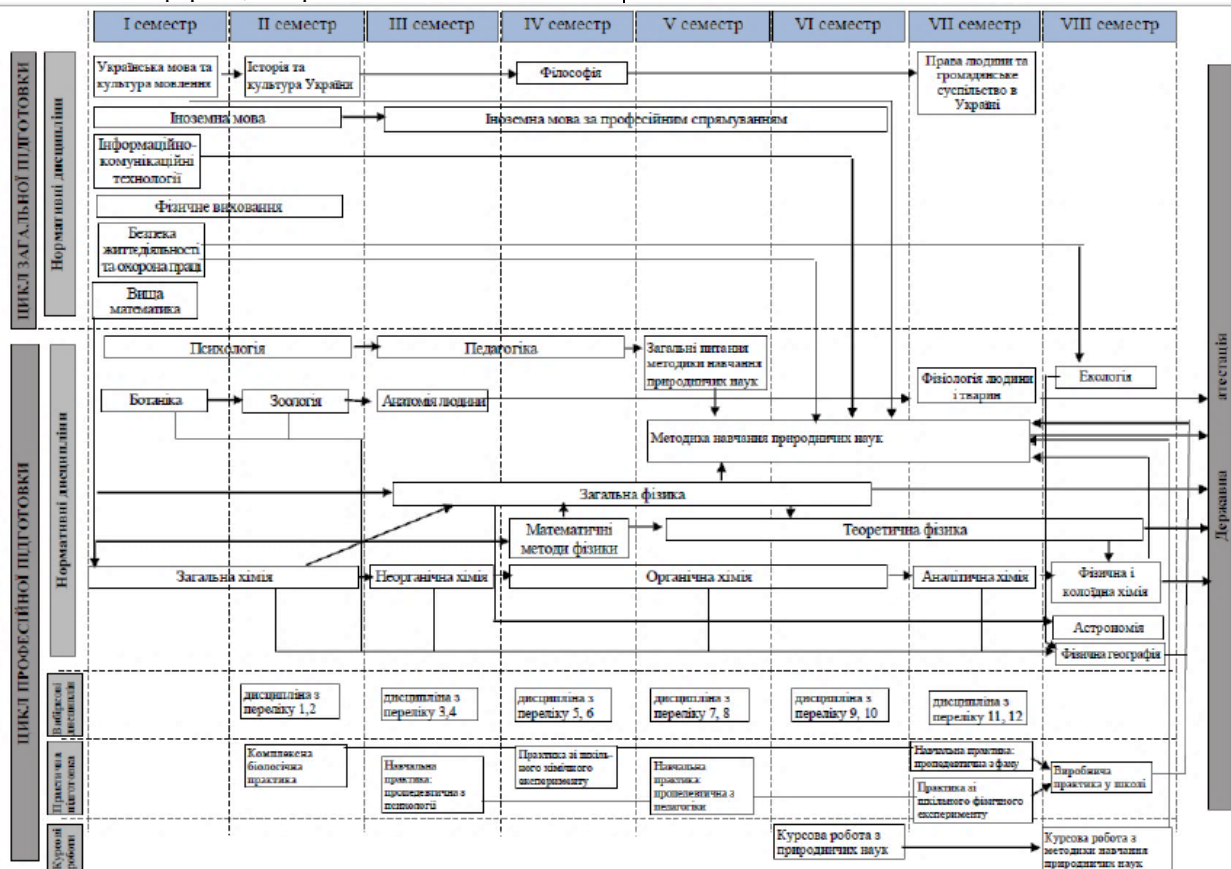 I семестр
II семестр
III семестр
IV семестр
V семестр
VI семестр
VII семестр
VIII семестр
ЦИКЛ ЗАГАЛЬНОЇ ПІДГОТОВКИ
Нормативні дисципліни
Українська мова та
культура мовлення
Історія та
культура України
Філософія
Права людини та
громадянське
суспільство в
Україні
Іноземна мова
Іноземна мова за професійним спрямуванням
Інформаційно-
комунікаційні
технології
Фізичне виховання
Безпека
життєдіяльності
та охорона праці
Вища
математика
ЦИКЛ ПРОФЕСІЙНОЇ ПІДГОТОВКИ
Нормативні дисципліни
Психологія
Педагогіка
Загальні питання
методики навчання
природничих наук
Ботаніка
Зоологія
Анатомія людини
Фізіологія людини
і тварин
Екологія
Методика навчання природничих наук
Загальна фізика
Математичні
методи фізики
Теоретична фізика
Загальна хімія
Неорганічна хімія
Органічна хімія
Аналітична хімія
Фізична і
колоїдна хімія
Астрономія
Фізична географія
Вибіркові
дисципліни
дисципліна з
переліку 1,2
дисципліна з
переліку 3,4
дисципліна з
переліку 5, 6
дисципліна з
переліку 7, 8
дисципліна з
переліку 9, 10
дисципліна з
переліку 11, 12
Практична
підготовка
Комплексна
біологічна
практика
Навчальна
практика:
пропедевтична з
психології
Практика зі шкіль-
ного хімічного
експерименту
Навчальна
практика:
пропедевтична з
педагогіки
Навчальна практика:
пропедевтична з фаху
Практика зі
шкільного фізичного
експерименту
Виробнича
практика у школі
Курсові
роботи
Курсова робота з
природничих наук
Курсова робота з
методики навчання
природничих наук
Державна атестація